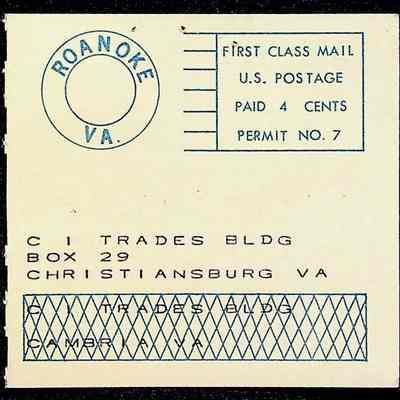 ROANOKE
VA.
FIRST CLASS MAIL
U.S. POSTAGE
PAID 4 CENTS
PERMIT NO. 7
C I TRADES BLDG
BOX 29
CHRISTIANSBURG VA
C I TRADES BLDG
CAMBRIA VA